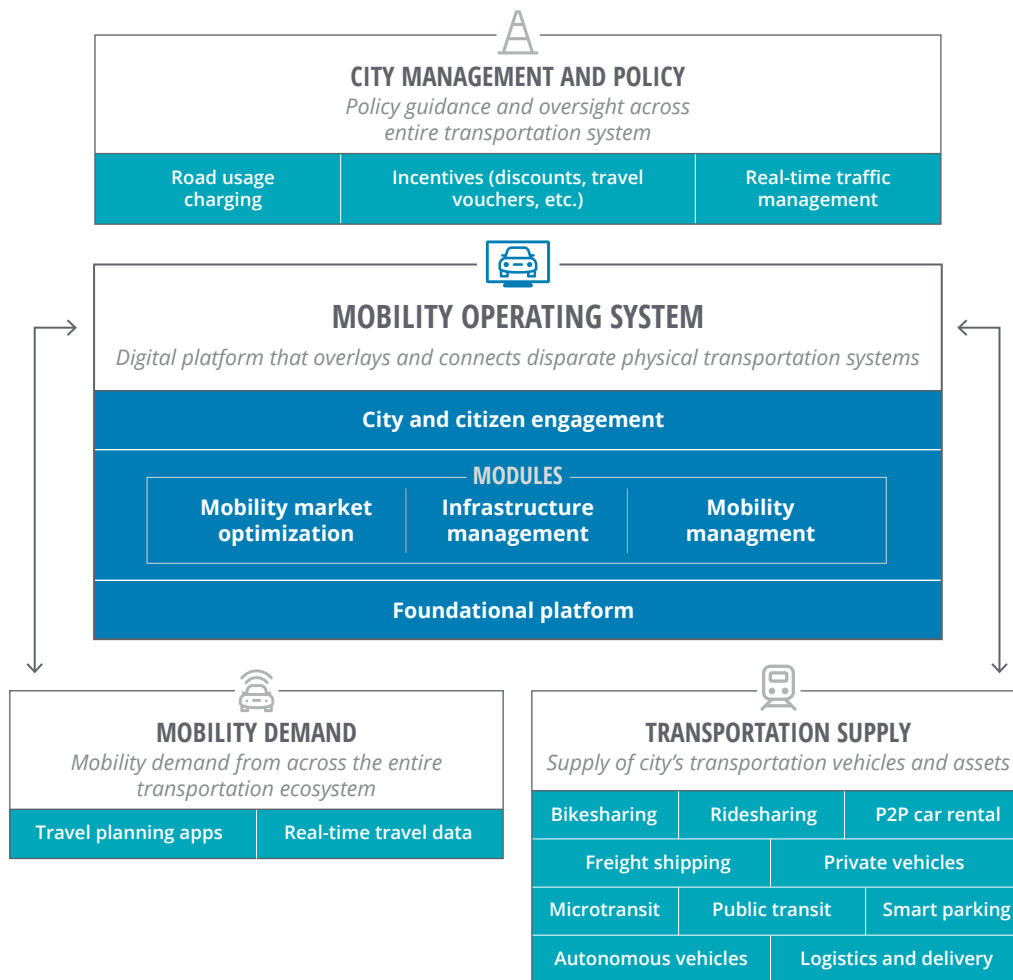 CITY MANAGEMENT AND POLICY
Policy guidance and oversight across
entire transportation system
Road usage
charging
Incentives (discounts, travel
vouchers, etc.)
Real-time traffic
management
MOBILITY OPERATING SYSTEM
Digital platform that overlays and connects disparate physical transportation systems
City and citizen engagement
MODULES
Mobility market
optimization
Infrastructure
management
Mobility
managment
Foundational platform
MOBILITY DEMAND
Mobility demand from across the entire
transportation ecosystem
Travel planning apps
Real-time travel data
TRANSPORTATION SUPPLY
Supply of city’s transportation vehicles and assets
Bikesharing
Ridesharing
P2P car rental
Freight shipping
Private vehicles
Microtransit
Public transit
Smart parking
Autonomous vehicles
Logistics and delivery